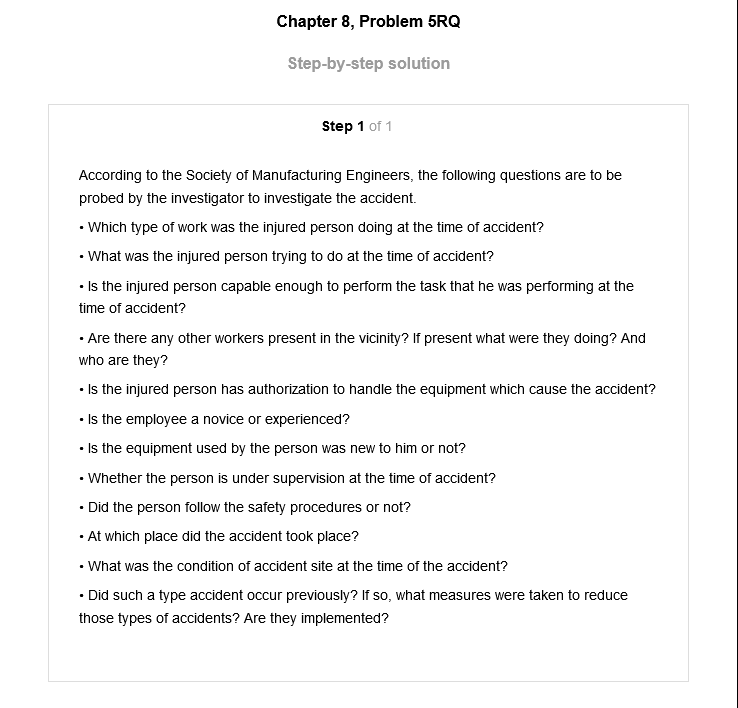 Chapter 8, Problem 5RQ
Step-by-step solution
Step 1 of 1
According to the Society of Manufacturing Engineers, the following questions are to be
probed by the investigator to investigate the accident.
• Which type of work was the injured person doing at the time of accident?
• What was the injured person trying to do at the time of accident?
• Is the injured person capable enough to perform the task that he was performing at the
time of accident?
• Are there any other workers present in the vicinity? If present what were they doing? And
who are they?
• Is the injured person has authorization to handle the equipment which cause the accident?
• Is the employee a novice or experienced?
• Is the equipment used by the person was new to him or not?
• Whether the person is under supervision at the time of accident?
• Did the person follow the safety procedures or not?
• At which place did the accident took place?
• What was the condition of accident site at the time of the accident?
• Did such a type accident occur previously? If so, what measures were taken to reduce
those types of accidents? Are they implemented?